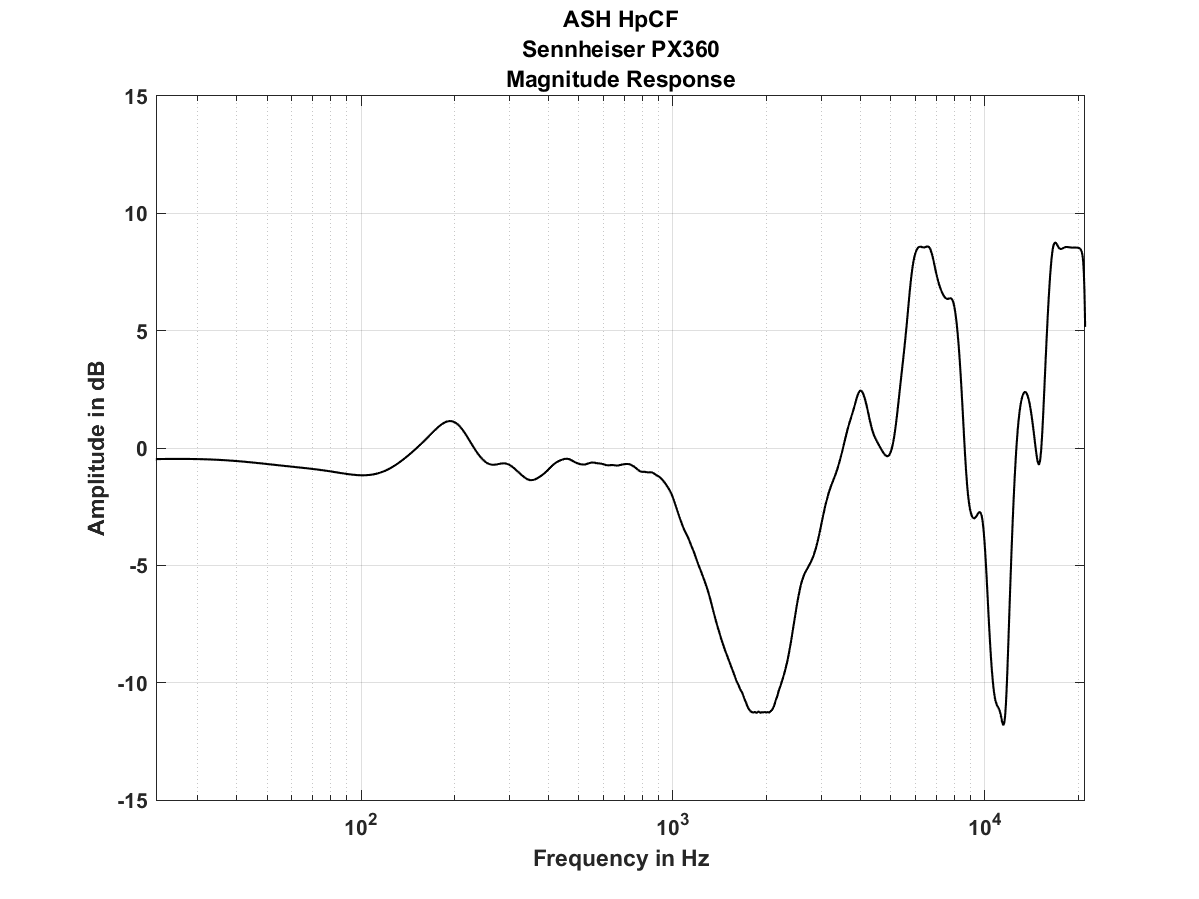 ASH HpCF
Sennheiser PX360
Magnitude Response
15
10
5
0
-5
-10
-15
Amplitude in dB
10²
10³
10⁴
Frequency in Hz